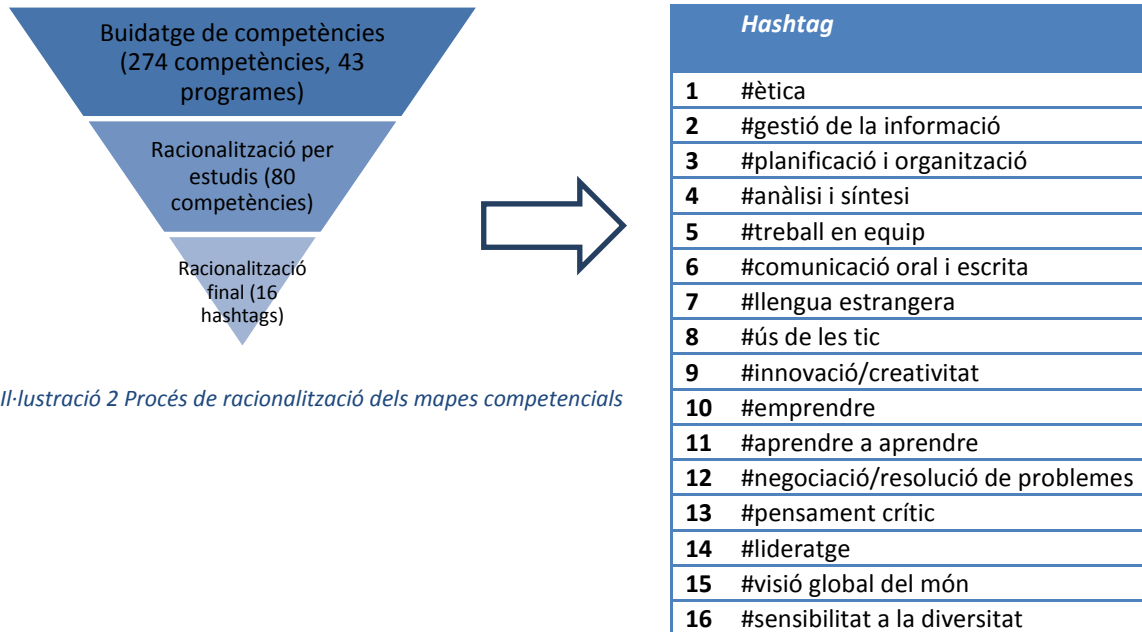 Buidatge de competències
(274 competències, 43
programes)
Racionalització per
estudis (80
competències)
Racionalització
final (16
hashtags)
Il·lustració 2 Procés de racionalització dels mapes competencials
Hashtag
1 #ètica
2 #gestió de la informació
3 #planificació i organització
4 #anàlisi i síntesi
5 #treball en equip
6 #comunicació oral i escrita
7 #llengua estrangera
8 #ús de les tic
9 #innovació/creativitat
10 #emprendre
11 #aprendre a aprendre
12 #negociació/resolució de problemes
13 #pensament crític
14 #lideratge
15 #visió global del món
16 #sensibilitat a la diversitat